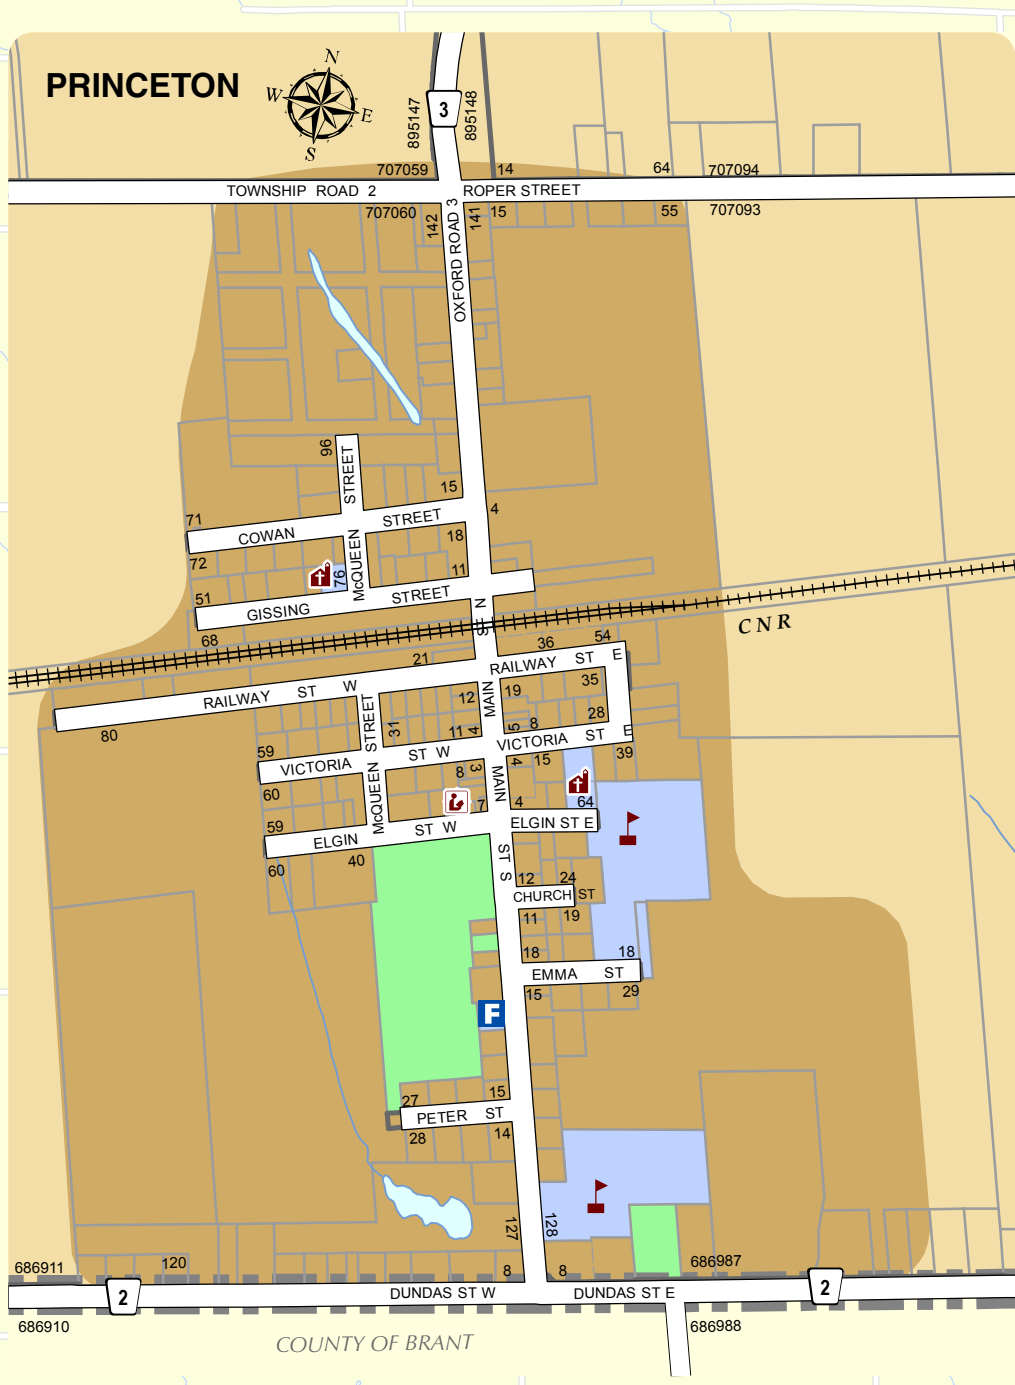 PRINCETON
N
W
E
S
895147
3
895148
707059
14
64
707094
TOWNSHIP ROAD 2
ROPER STREET
707060
142
OXFORD ROAD 3
141
15
55
707093
96
McQUEEN STREET
15
4
71
COWAN STREET
18
72
76
11
51
GISSING STREET
68
CNR
MAIN ST N
21
36
54
RAILWAY ST W
RAILWAY ST E
80
12
19
35
28
McQUEEN STREET
31
11
4
5
8
59
VICTORIA ST W
VICTORIA ST E
60
8
3
4
15
39
MAIN ST S
7
4
64
59
ELGIN ST W
ELGIN ST E
60
40
12
24
CHURCH ST
11
19
18
18
EMMA ST
15
29
F
27
15
PETER ST
28
14
127
128
686911
120
8
8
686987
2
DUNDAS ST W
DUNDAS ST E
2
686910
686988
COUNTY OF BRANT